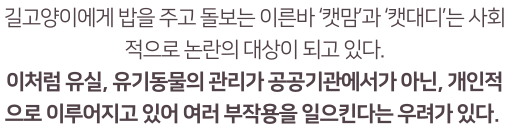 길고양이에게 밥을 주고 돌보는 이른바 ‘캣맘’과 ‘캣대디’는 사회
적으로 논란의 대상이 되고 있다.
이처럼 유실, 유기동물의 관리가 공공기관에서가 아닌, 개인적
으로 이루어지고 있어 여러 부작용을 일으킨다는 우려가 있다.